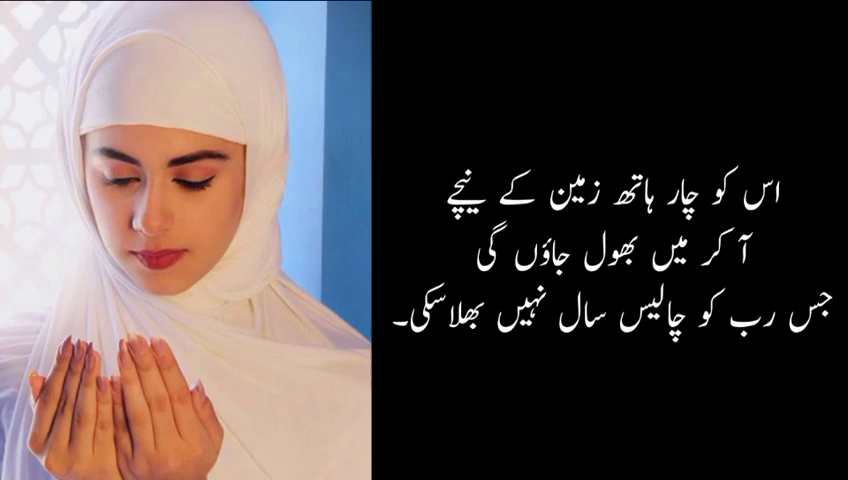 اس کو چار ہاتھ زمین کے نیچے
آ کر میں بھول جاؤں گی
جس رب کو چالیس سال نہیں بھلا سکی۔